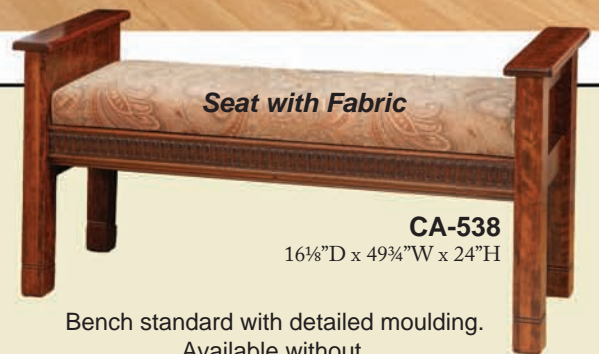 Seat with Fabric
CA-538
16⅛”D x 49¾”W x 24”H
Bench standard with detailed moulding.
Available without